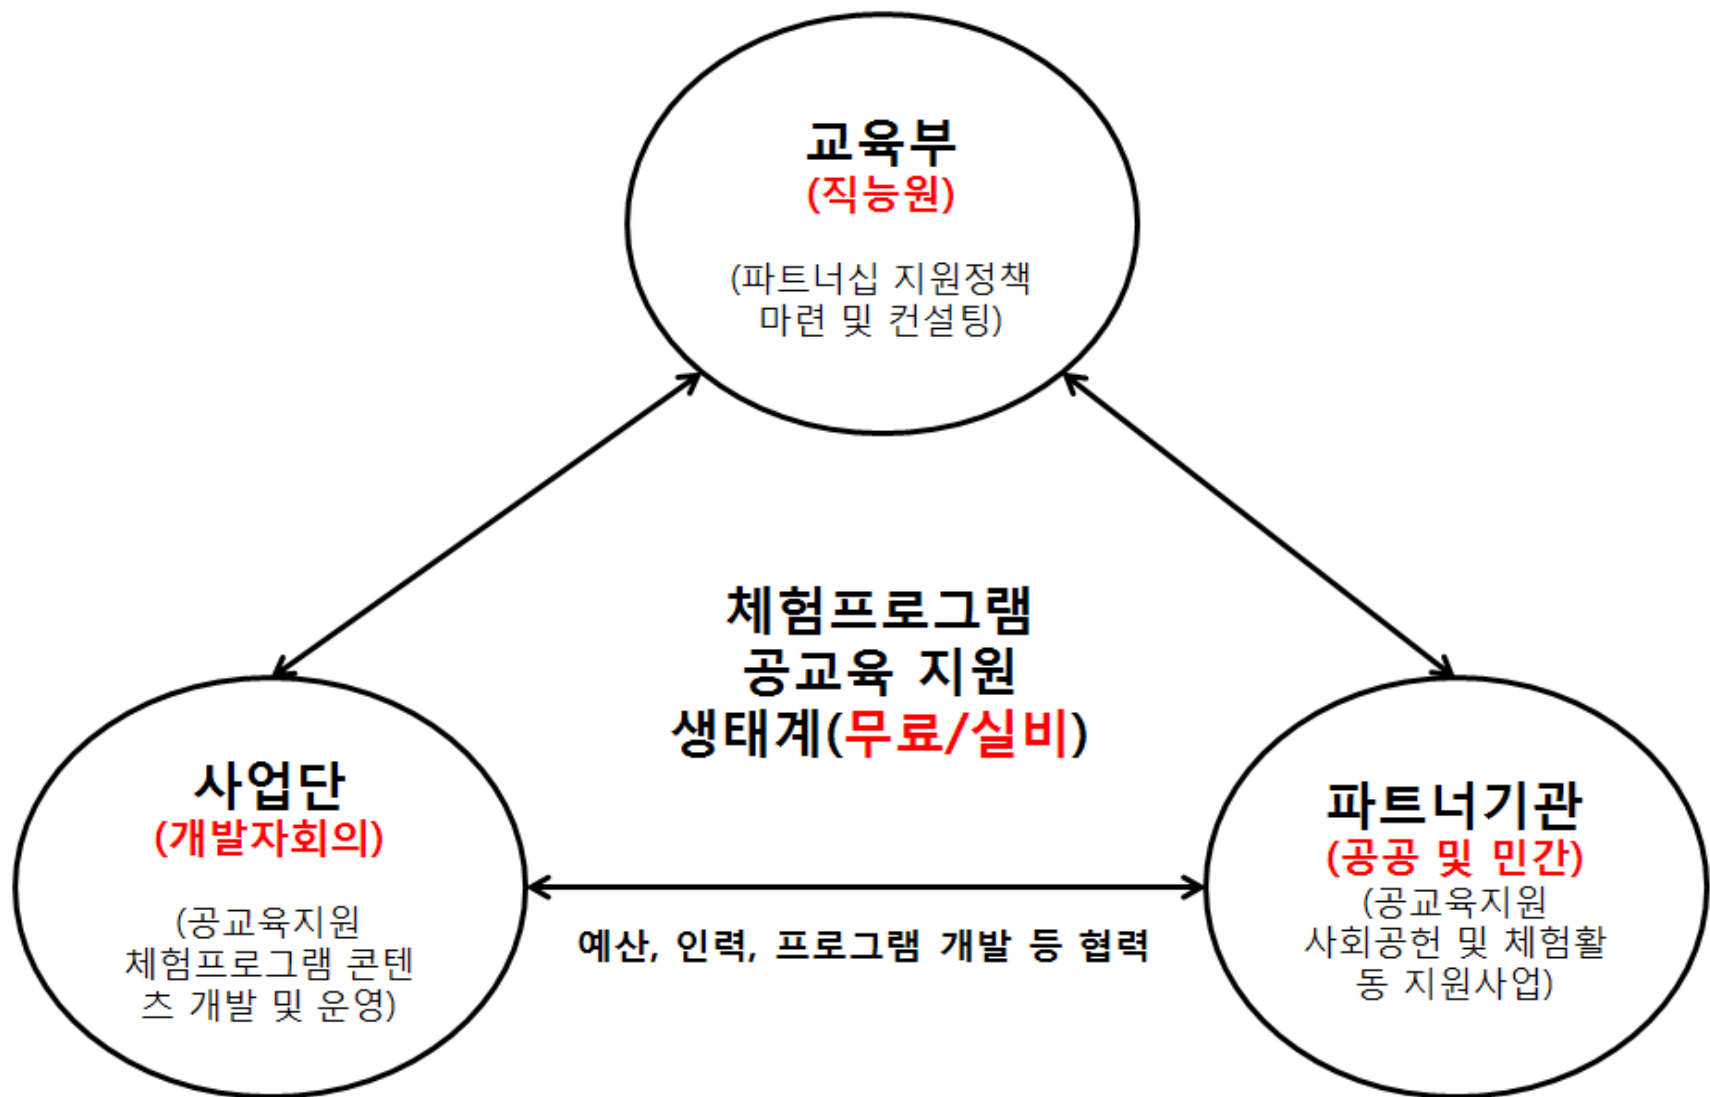 교육부
(직능원)
(파트너십 지원정책
마련 및 컨설팅)
체험프로그램
공교육 지원
생태계(무료/실비)
사업단
(개발자회의)
(공교육지원
체험프로그램 콘텐
츠 개발 및 운영)
예산, 인력, 프로그램 개발 등 협력
파트너기관
(공공 및 민간)
(공교육지원
사회공헌 및 체험활
동 지원사업)